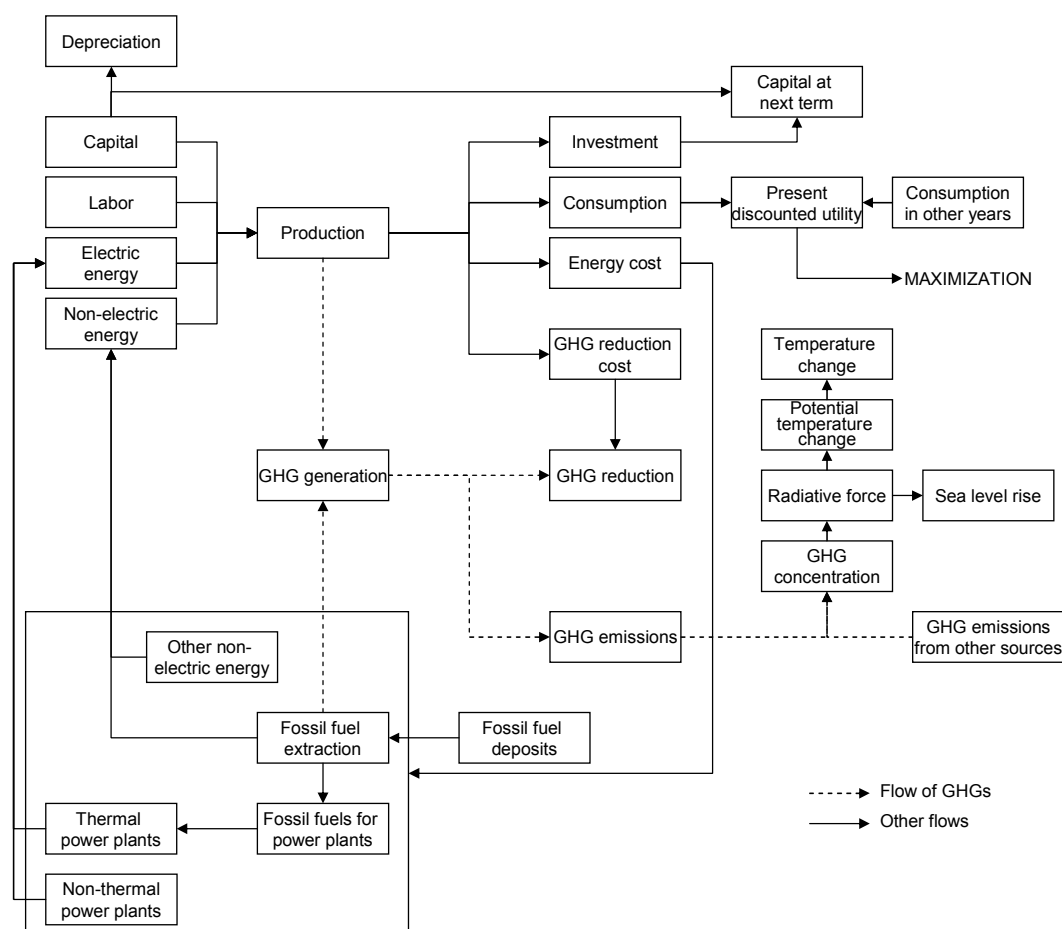 Depreciation
Capital at
next term
Capital
Investment
Labor
Consumption
Present
discounted utility
Consumption
in other years
Production
Electric
energy
Energy cost
MAXIMIZATION
Non-electric
energy
GHG reduction
cost
Temperature
change
Potential
temperature
change
GHG generation
GHG reduction
Radiative force
Sea level rise
GHG
concentration
GHG emissions
GHG emissions
from other sources
Other non-
electric energy
Fossil fuel
extraction
Fossil fuel
deposits
Flow of GHGs
Thermal
power plants
Fossil fuels for
power plants
Other flows
Non-thermal
power plants